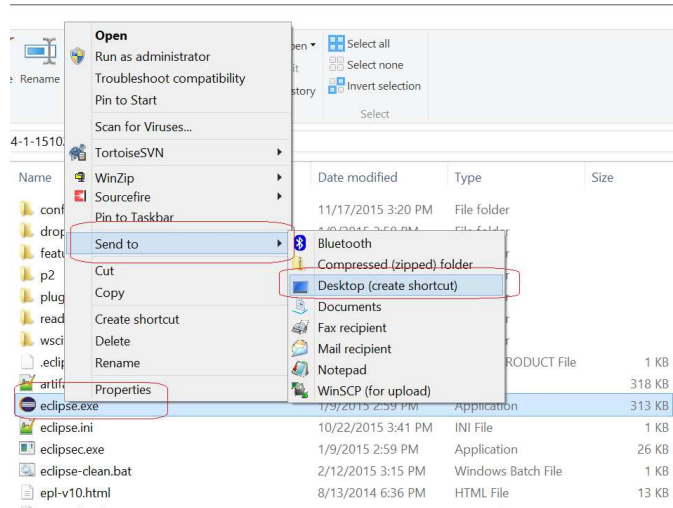 Open
Run as administrator
Troubleshoot compatibility
Pin to Start
Scan for Viruses...
TortoiseSVN
WinZip
Sourcefire
Pin to Taskbar
Send to
Cut
Copy
Create shortcut
Delete
Rename
Properties
Rename
Select all
Select none
Invert selection
Select
4-1-1510
Name Date modified Type Size
11/17/2015 3:20 PM File folder
p2
Bluetooth
Compressed (zipped) folder
Desktop (create shortcut)
Documents
Fax recipient
Mail recipient
Notepad
WinSCP (for upload)
File 1 KB
318 KB
eclipse.exe 1/9/2015 2:59 PM Application 313 KB
eclipse.ini 10/22/2015 3:41 PM INI File 1 KB
eclipsec.exe 1/9/2015 2:59 PM Application 26 KB
eclipse-clean.bat 2/12/2015 3:15 PM Windows Batch File 1 KB
epl-v10.html 8/13/2014 6:36 PM HTML File 13 KB